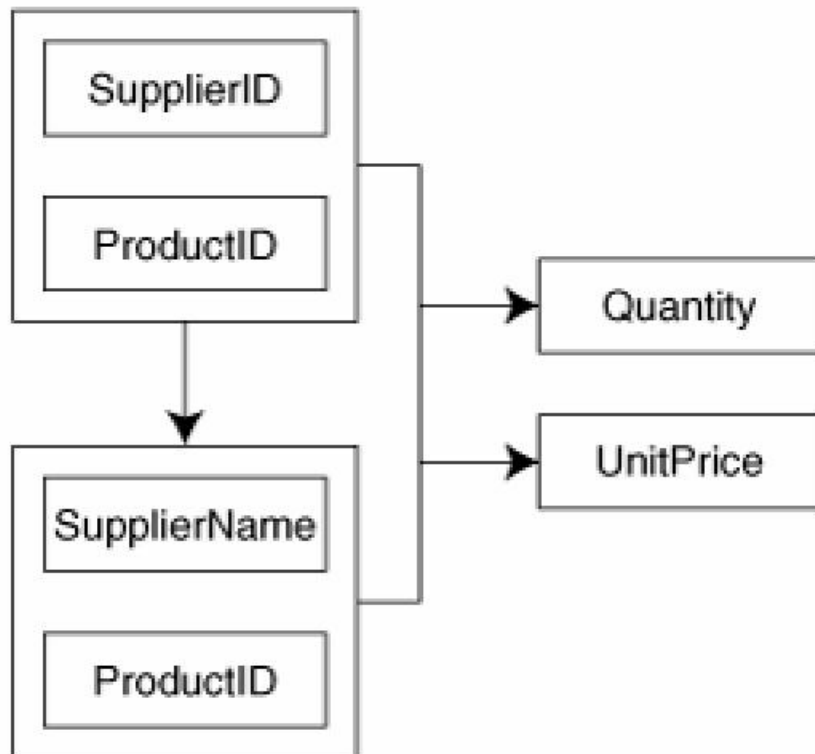 SupplierID
ProductID
Quantity
UnitPrice
SupplierName
ProductID